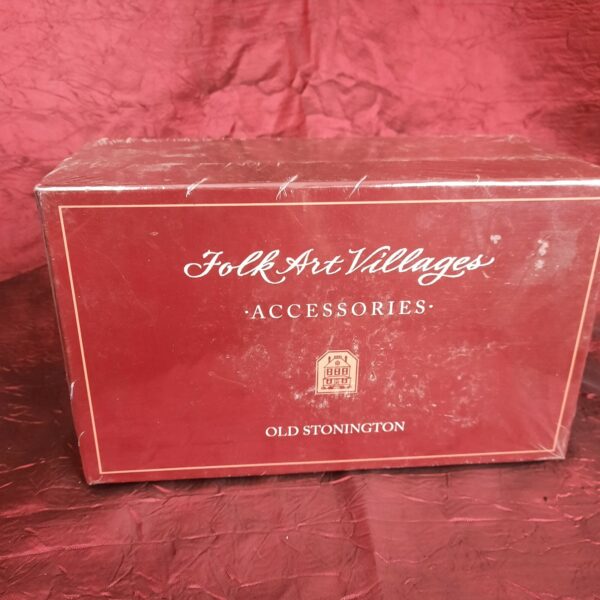 Folk Art Villages
·ACCESSORIES·
OLD STONINGTON